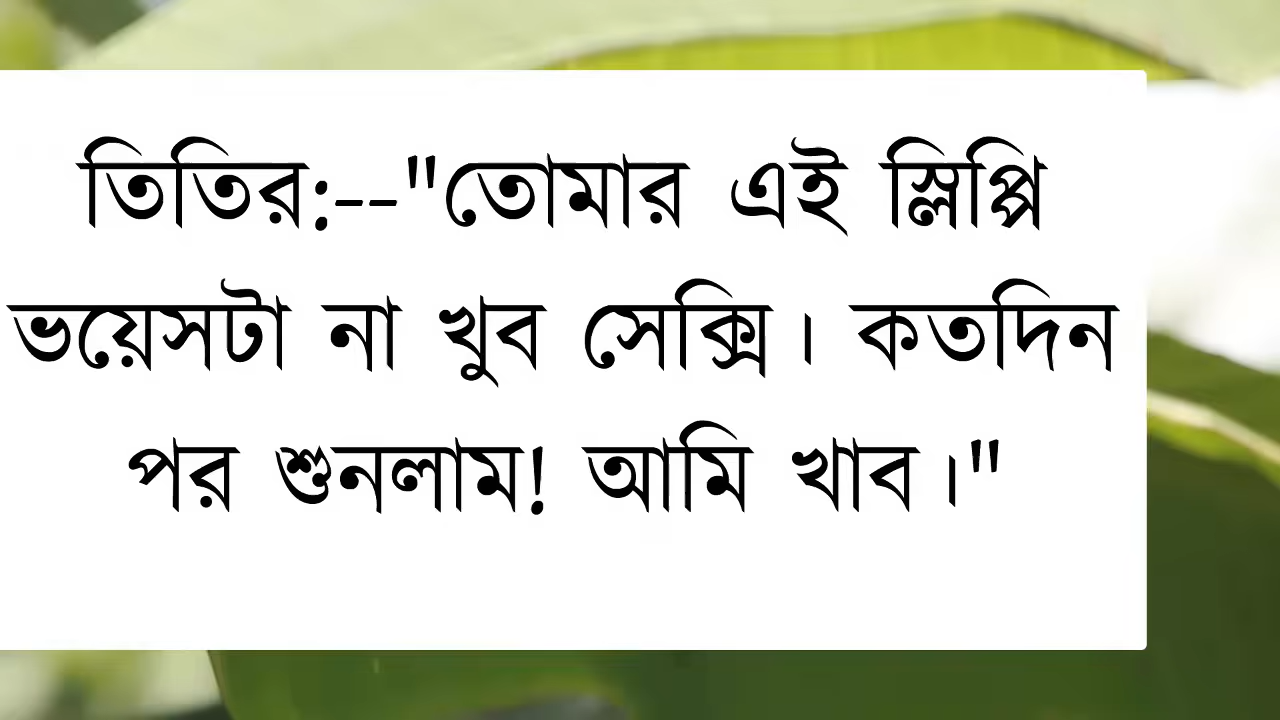 তিতির:--"তোমার এই স্লিপ্পি
ভয়েসটা না খুব সেক্সি। কতদিন
পর শুনলাম! আমি খাব।"